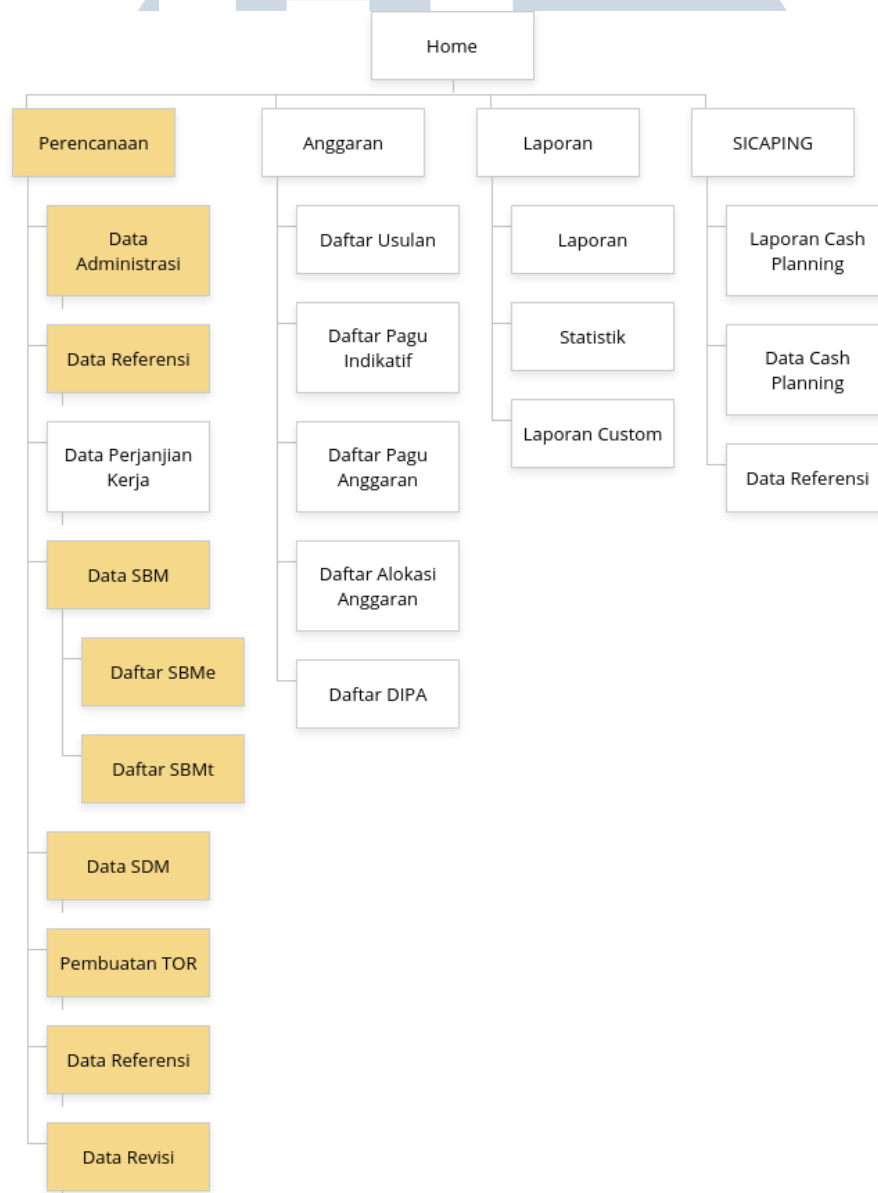 Home
Perencanaan
Data
Administrasi
Data Referensi
Data Perjanjian
Kerja
Data SBM
Daftar SBMe
Daftar SBMt
Data SDM
Pembuatan TOR
Data Referensi
Data Revisi
Anggaran
Daftar Usulan
Daftar Pagu
Indikatif
Daftar Pagu
Anggaran
Daftar Alokasi
Anggaran
Daftar DIPA
Laporan
Laporan
Statistik
Laporan Custom
SICAPING
Laporan Cash
Planning
Data Cash
Planning
Data Referensi